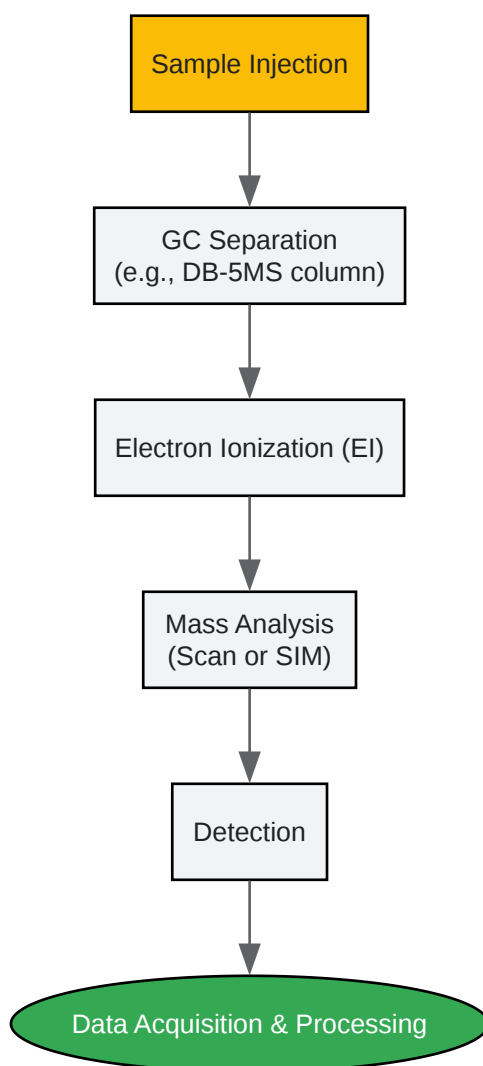 Sample Injection
GC Separation
(e.g., DB-5MS column)
Electron Ionization (EI)
Mass Analysis
(Scan or SIM)
Detection
Data Acquisition & Processing